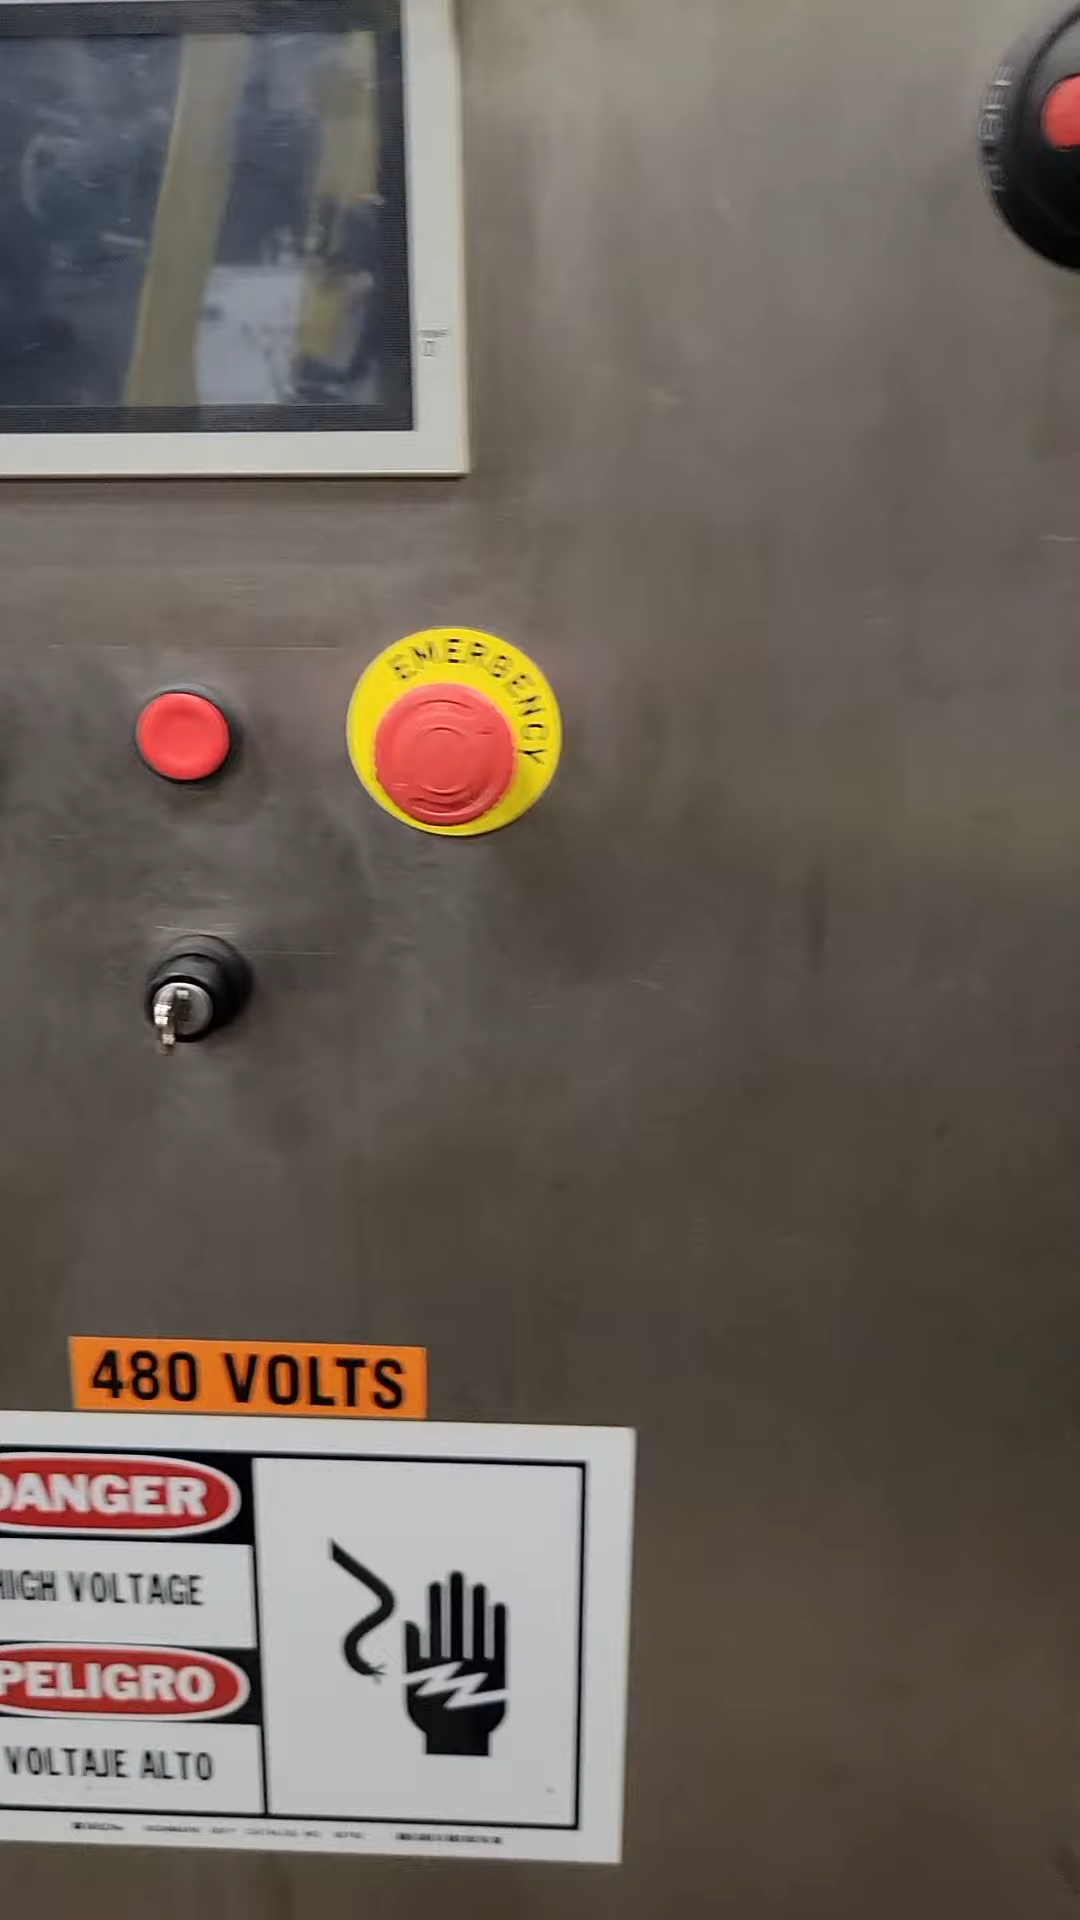 EMERGENCY
480 VOLTS
DANGER
HIGH VOLTAGE
PELIGRO
VOLTAJE ALTO